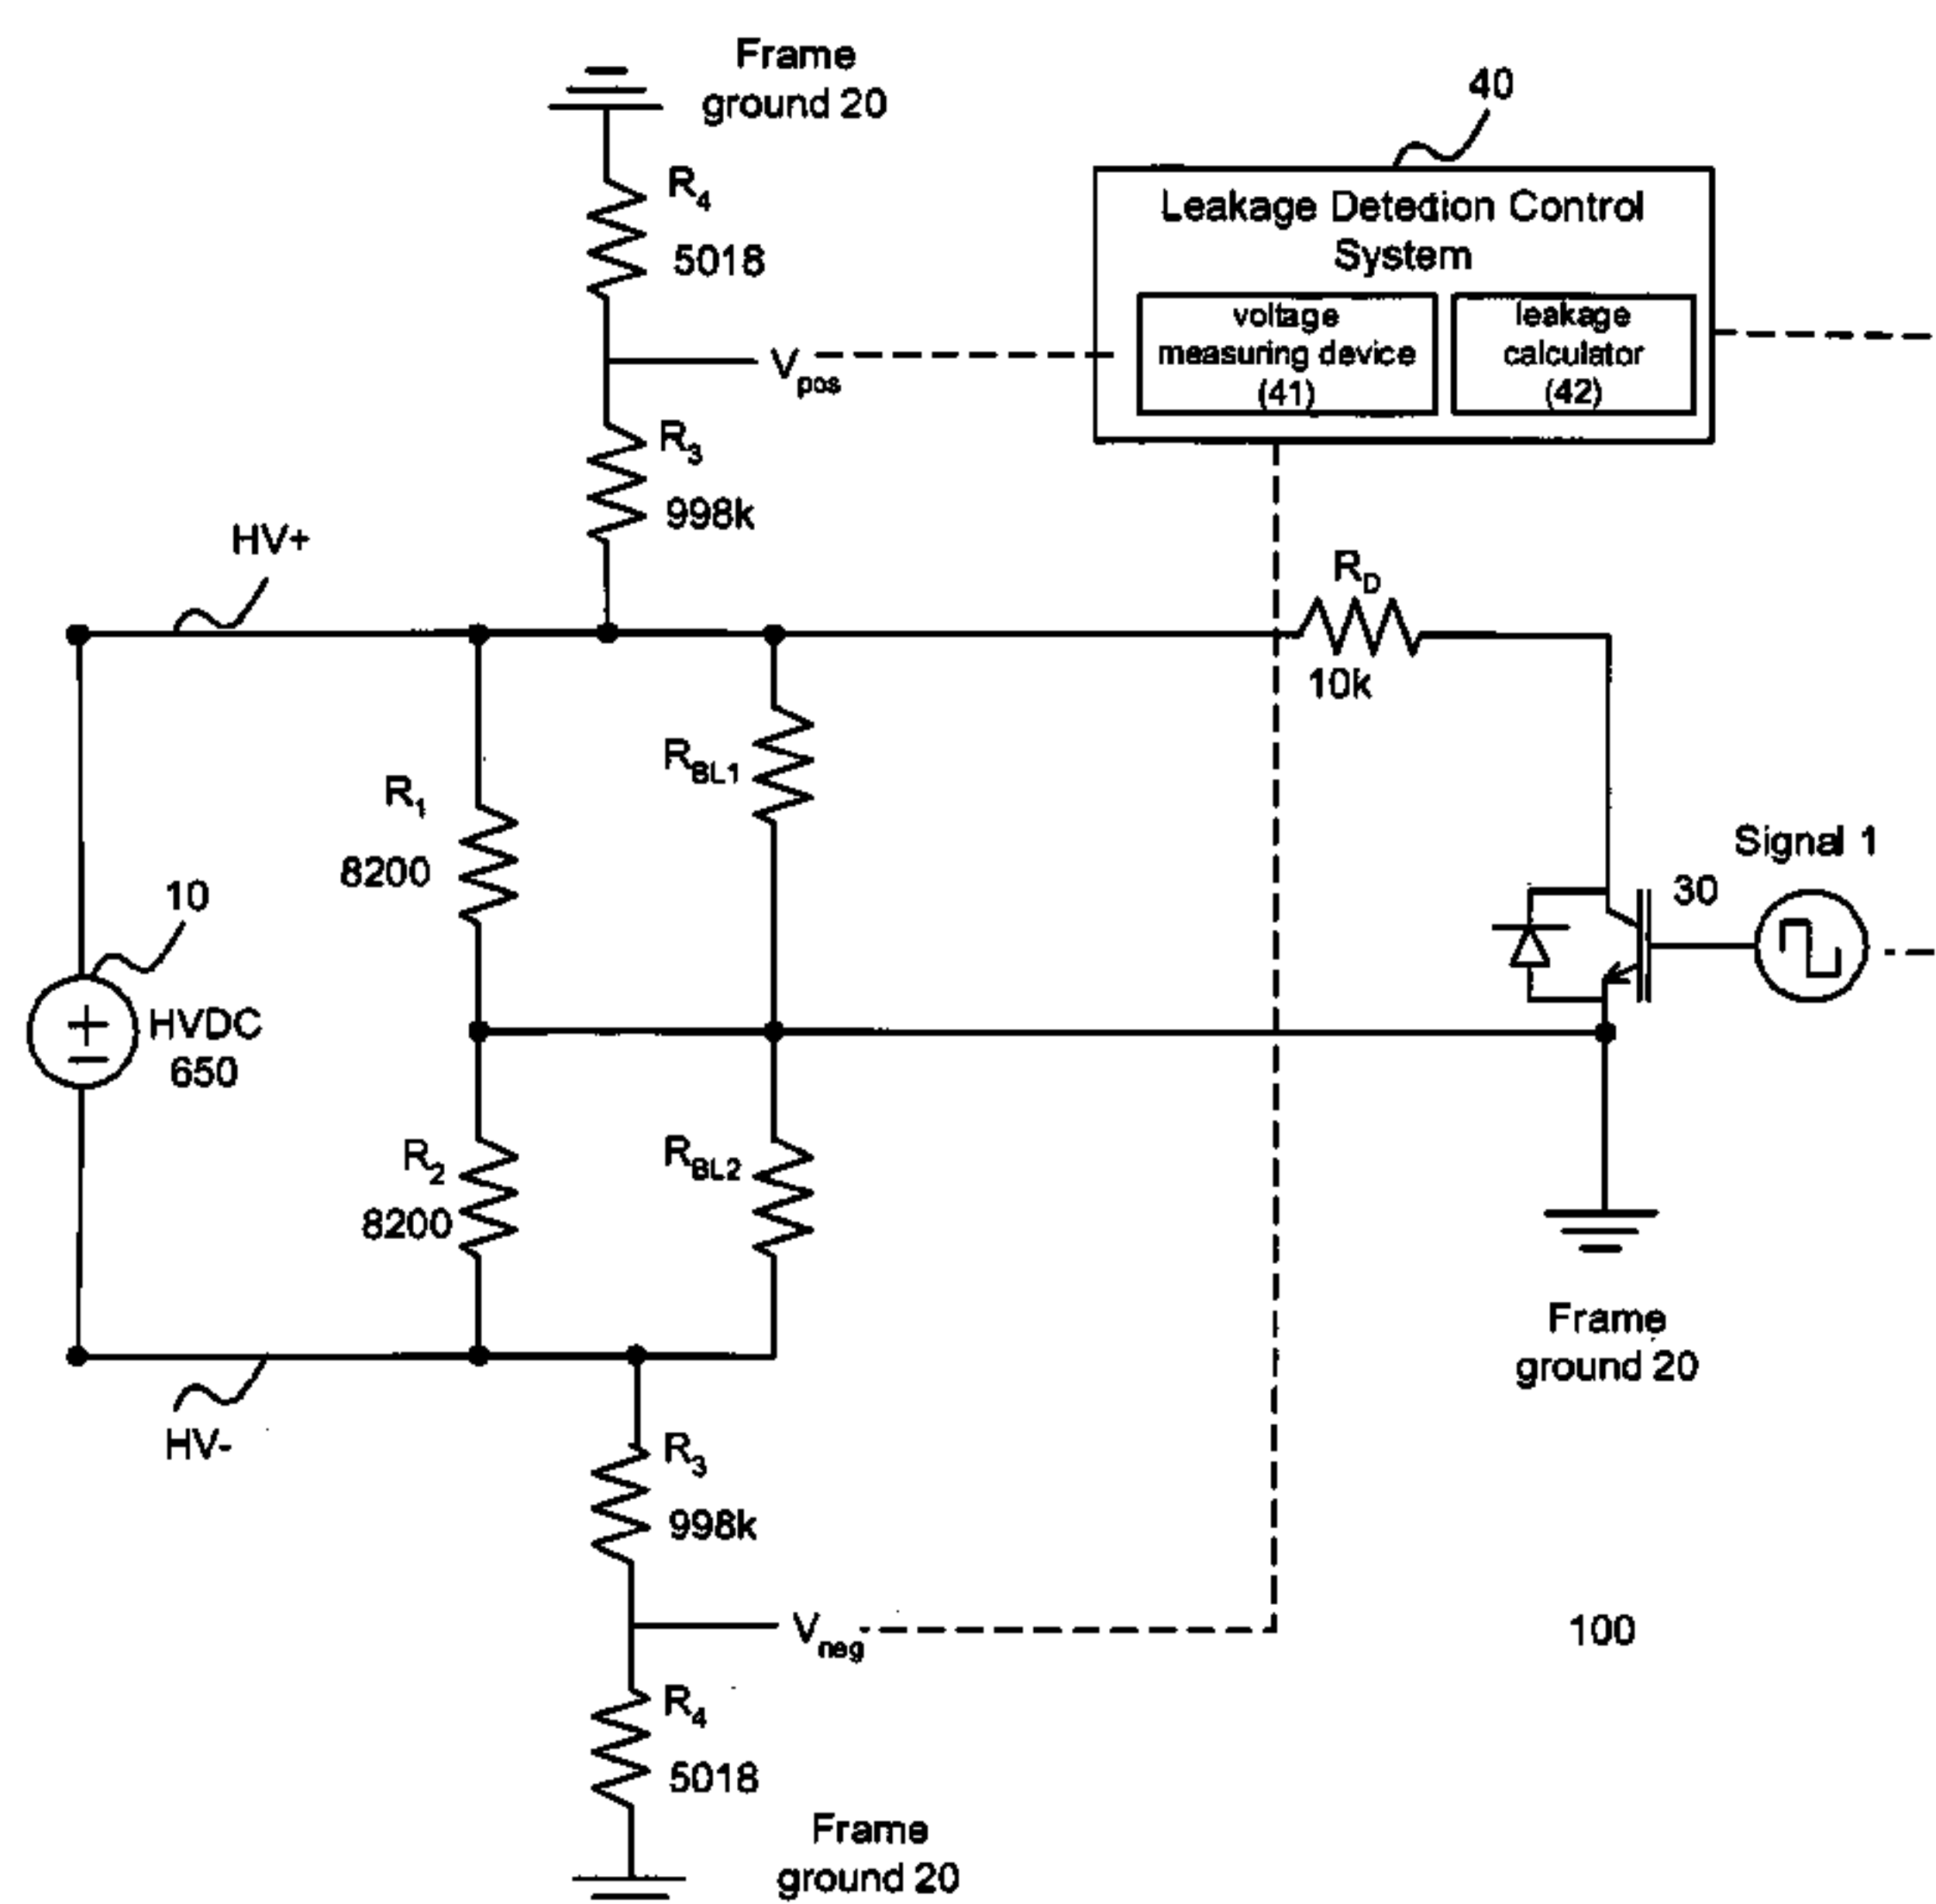 Frame
ground 20
40
R4
5018
Leakage Detection Control
System
voltage
measuring device
(41)
leakage
calculator
(42)
Vpos
R3
998k
HV+
RD
10k
RBL1
R1
8200
Signal 1
30
10
HVDC
650
R2
8200
RBL2
Frame
ground 20
HV-
R3
998k
Vneg
100
R4
5018
Frame
ground 20